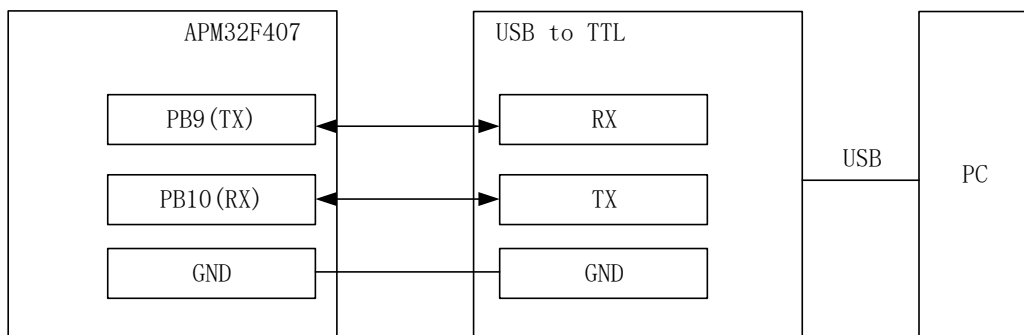 APM32F407
USB to TTL
PB9(TX)
RX
USB
PC
PB10(RX)
TX
GND
GND